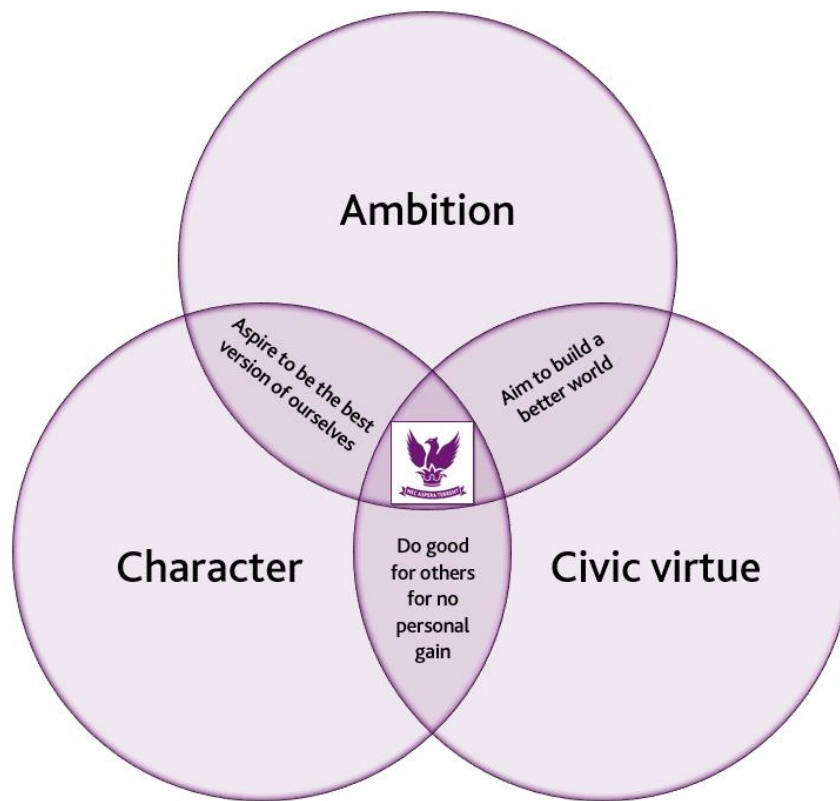 Ambition
Aspire to be the best
version of ourselves
Aim to build a
better world
NEC ASPERA TERRENT
Character
Do good
for others
for no
personal
gain
Civic virtue